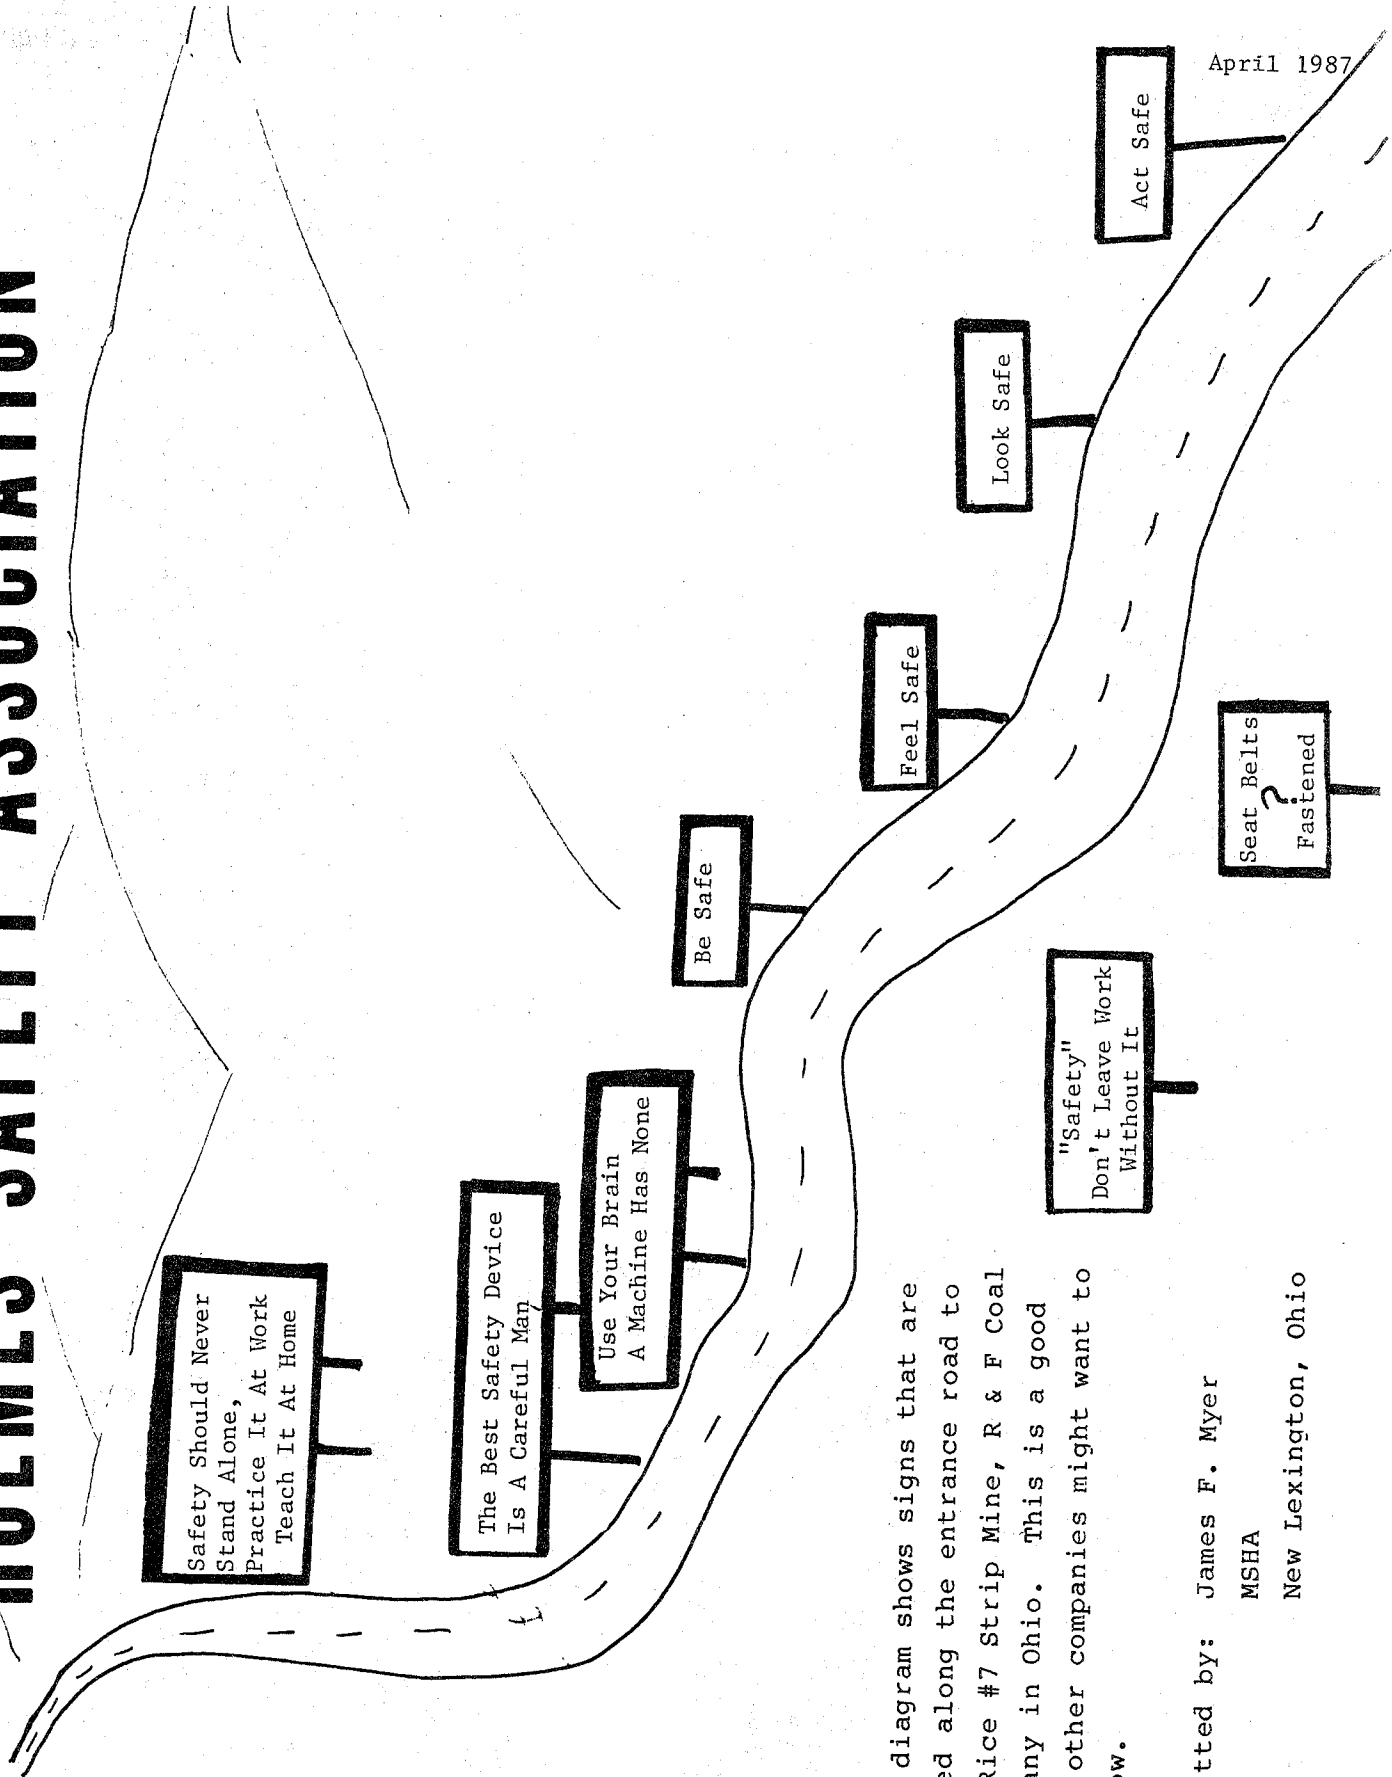 HOLMES SAFETY ASSOCIATION
April 1987
Safety Should Never
Stand Alone,
Practice It At Work
Teach It At Home
The Best Safety Device
Is A Careful Man
Use Your Brain
A Machine Has None
Be Safe
Feel Safe
Look Safe
Act Safe
"Safety"
Don't Leave Work
Without It
Seat Belts
?
Fastened
diagram shows signs that are
along the entrance road to
Rice #7 Strip Mine, R & F Coal
in Ohio. This is a good
other companies might want to
by: James F. Myer
MSHA
New Lexington, Ohio